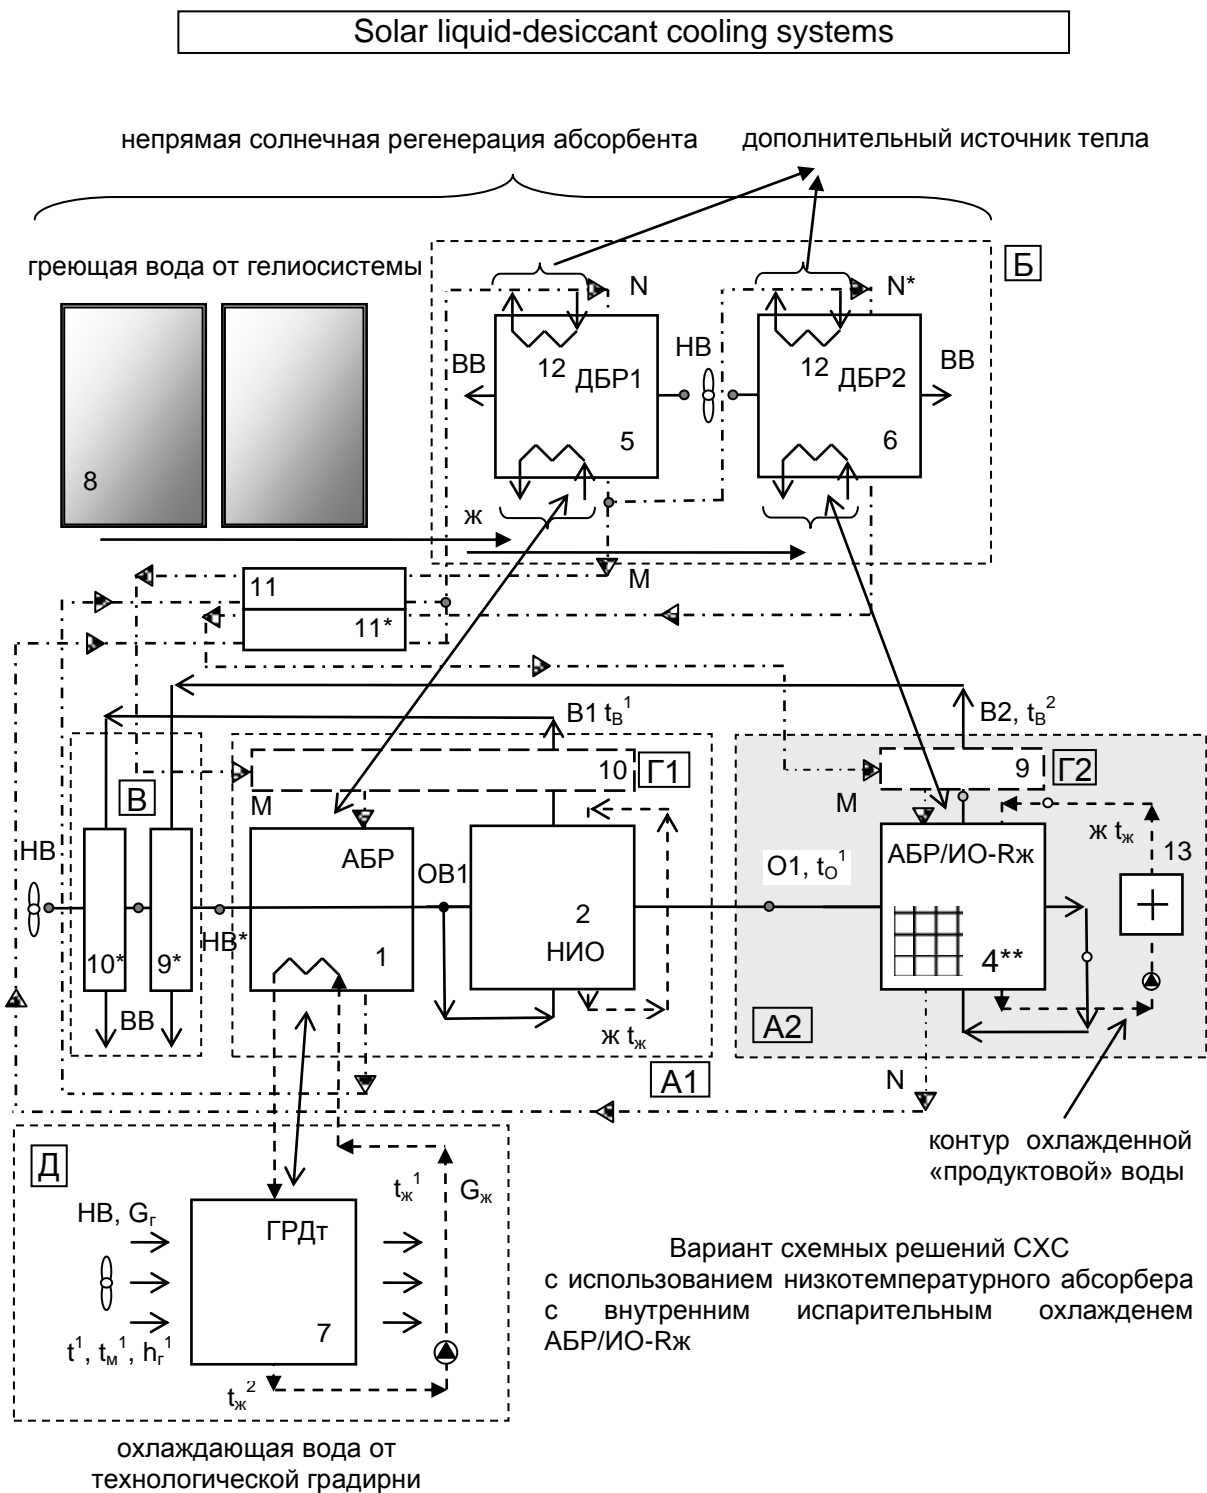 Solar liquid-desiccant cooling systems
непрямая солнечная регенерация абсорбента
дополнительный источник тепла
Б
греющая вода от гелиосистемы
N
N*
ВВ
12
ДБР1
НВ
12
ДБР2
ВВ
5
6
8
ж
М
11
11*
В1 tВ¹
В2, tВ²
10
Г1
9
Г2
В
М
М
ж tж
13
НВ
АБР
ОВ1
О1, tО¹
АБР/ИО-Rж
2
НВ*
НИО
10*
9*
1
4**
ВВ
ж tж
А2
А1
N
контур охлажденной
«продуктовой» воды
Д
tж¹
Gж
НВ, Gг
ГРДт
7
t¹, tм¹, hг¹
tж²
Вариант схемных решений СХС
с использованием низкотемпературного абсорбера
с внутренним испарительным охлажденем
АБР/ИО-Rж
охлаждающая вода от
технологической градирни